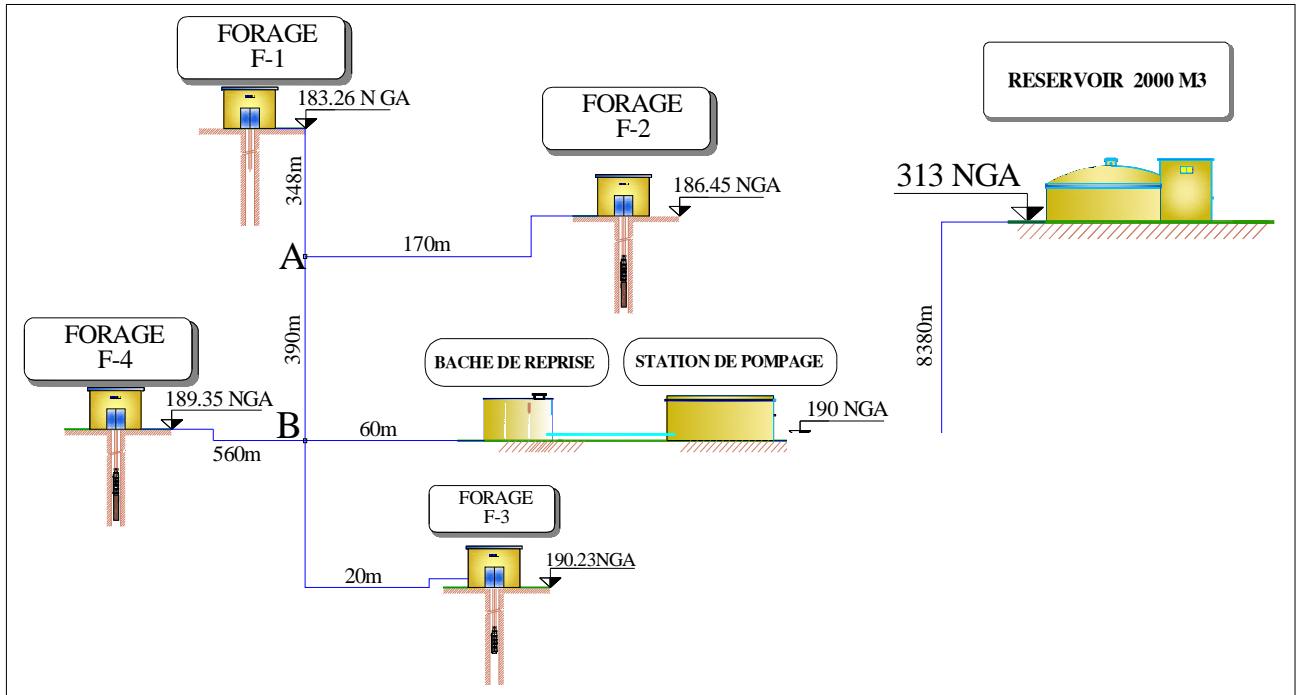 FORAGE
F-1
183.26 N GA
348m
FORAGE
F-2
186.45 NGA
170m
A
RESERVOIR 2000 M3
313 NGA
8380m
390m
FORAGE
F-4
189.35 NGA
560m
B
60m
BACHE DE REPRISE
STATION DE POMPAGE
190 NGA
FORAGE
F-3
190.23NGA
20m